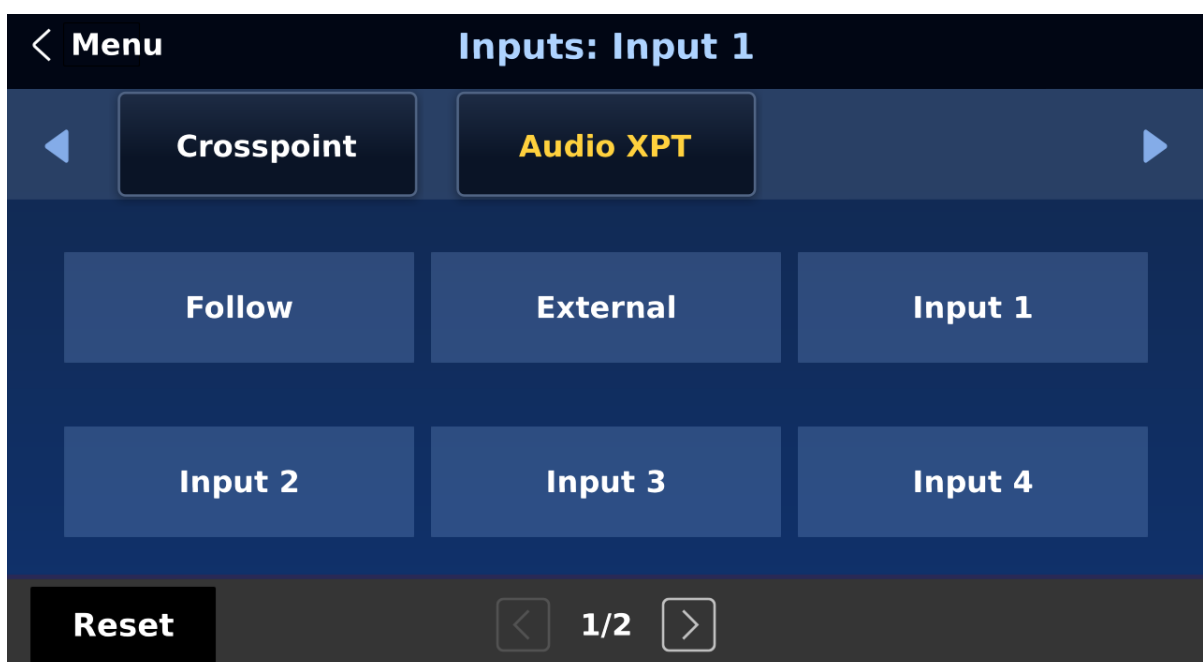 Menu
Inputs: Input 1
Crosspoint
Audio XPT
Follow
External
Input 1
Input 2
Input 3
Input 4
Reset
1/2